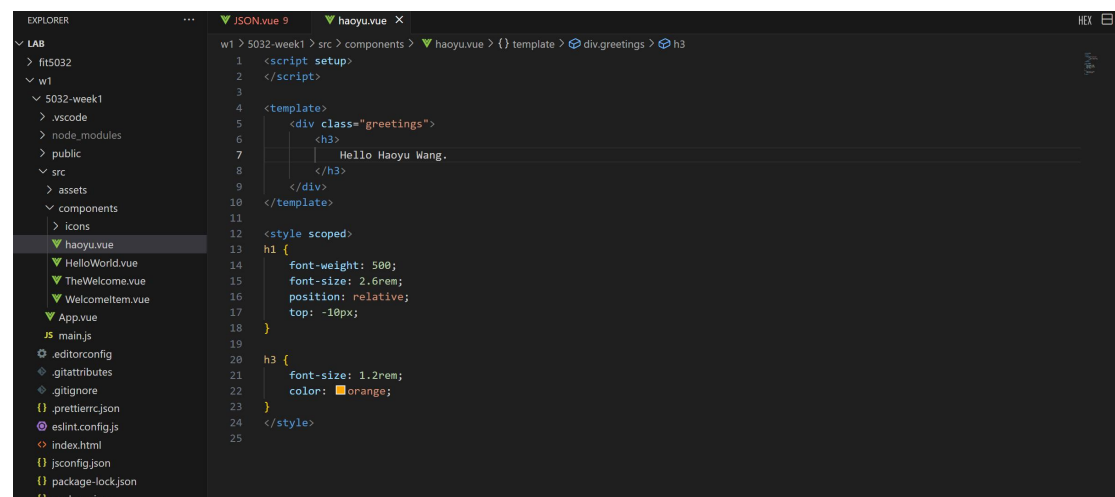 EXPLORER ...
LAB
fit5032
w1
5032-week1
.vscode
node_modules
public
src
assets
components
icons
haoyu.vue
HelloWorld.vue
TheWelcome.vue
WelcomeItem.vue
App.vue
JS main.js
.editorconfig
.gitattributes
.gitignore
{} .prettierrc.json
eslint.config.js
<> index.html
{} jsconfig.json
{} package-lock.json
JSON.vue 9 haoyu.vue × HEX
w1 > 5032-week1 > src > components > haoyu.vue > {} template > div.greetings > h3
1 <script setup>
2 </script>
3
4 <template>
5 <div class="greetings">
6 <h3>
7 Hello Haoyu Wang.
8 </h3>
9 </div>
10 </template>
11
12 <style scoped>
13 h1 {
14 font-weight: 500;
15 font-size: 2.6rem;
16 position: relative;
17 top: -10px;
18 }
19
20 h3 {
21 font-size: 1.2rem;
22 color: orange;
23 }
24 </style>
25